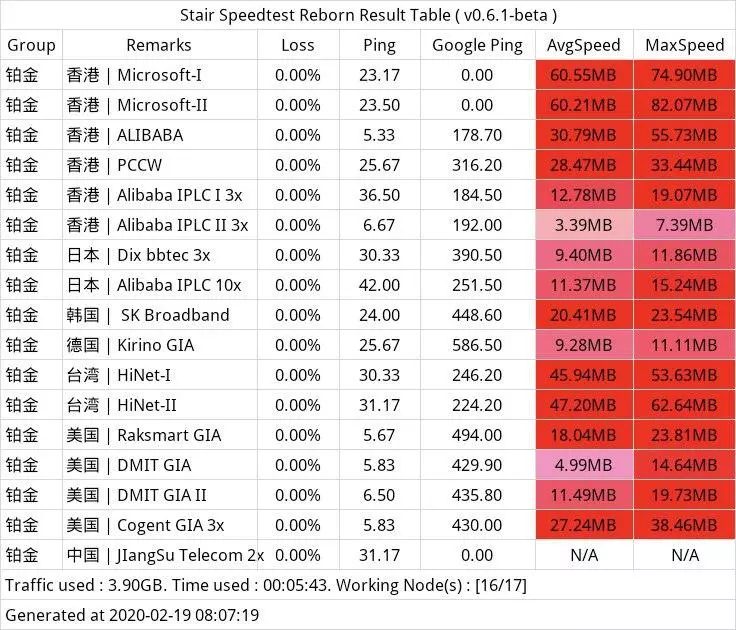 Stair Speedtest Reborn Result Table ( v0.6.1-beta )
Group Remarks Loss Ping Google Ping AvgSpeed MaxSpeed
铂金 香港 | Microsoft-I 0.00% 23.17 0.00 60.55MB 74.90MB
铂金 香港 | Microsoft-II 0.00% 23.50 0.00 60.21MB 82.07MB
铂金 香港 | ALIBABA 0.00% 5.33 178.70 30.79MB 55.73MB
铂金 香港 | PCCW 0.00% 25.67 316.20 28.47MB 33.44MB
铂金 香港 | Alibaba IPLC I 3x 0.00% 36.50 184.50 12.78MB 19.07MB
铂金 香港 | Alibaba IPLC II 3x 0.00% 6.67 192.00 3.39MB 7.39MB
铂金 日本 | Dix bbtec 3x 0.00% 30.33 390.50 9.40MB 11.86MB
铂金 日本 | Alibaba IPLC 10x 0.00% 42.00 251.50 11.37MB 15.24MB
铂金 韩国 | SK Broadband 0.00% 24.00 448.60 20.41MB 23.54MB
铂金 德国 | Kirino GIA 0.00% 25.67 586.50 9.28MB 11.11MB
铂金 台湾 | HiNet-I 0.00% 30.33 246.20 45.94MB 53.63MB
铂金 台湾 | HiNet-II 0.00% 31.17 224.20 47.20MB 62.64MB
铂金 美国 | Raksmart GIA 0.00% 5.67 494.00 18.04MB 23.81MB
铂金 美国 | DMIT GIA 0.00% 5.83 429.90 4.99MB 14.64MB
铂金 美国 | DMIT GIA II 0.00% 6.50 435.80 11.49MB 19.73MB
铂金 美国 | Cogent GIA 3x 0.00% 5.83 430.00 27.24MB 38.46MB
铂金 中国 | JIangSu Telecom 2x 0.00% 31.17 0.00 N/A N/A
Traffic used : 3.90GB. Time used : 00:05:43. Working Node(s) : [16/17]
Generated at 2020-02-19 08:07:19